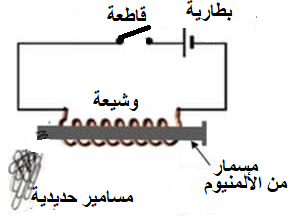 بطارية
قاطعة
وشيعة
مسمار
من الألمنيوم
مسامير حديدية